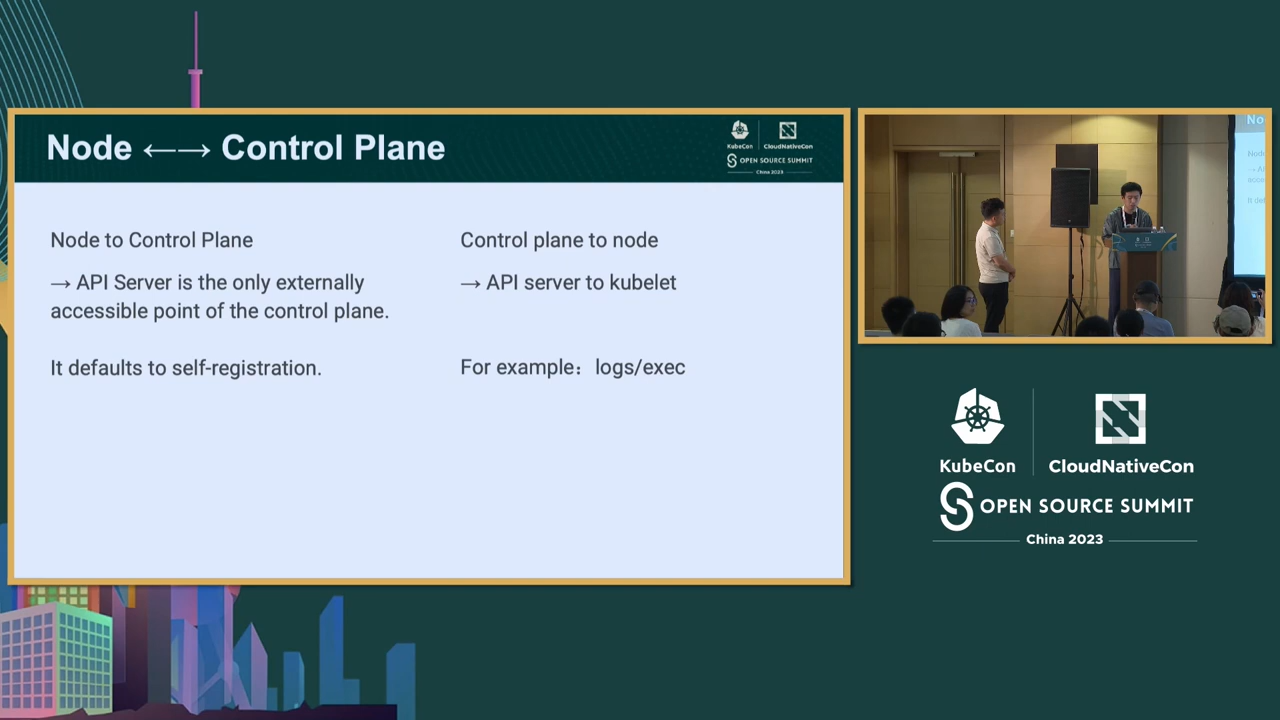 Node ←→ Control Plane
KubeCon
CloudNativeCon
OPEN SOURCE SUMMIT
China 2023
Node to Control Plane
→ API Server is the only externally
accessible point of the control plane.
It defaults to self-registration.
Control plane to node
→ API server to kubelet
For example：logs/exec
No
KubeCon
CloudNativeCon
OPEN SOURCE SUMMIT
China 2023